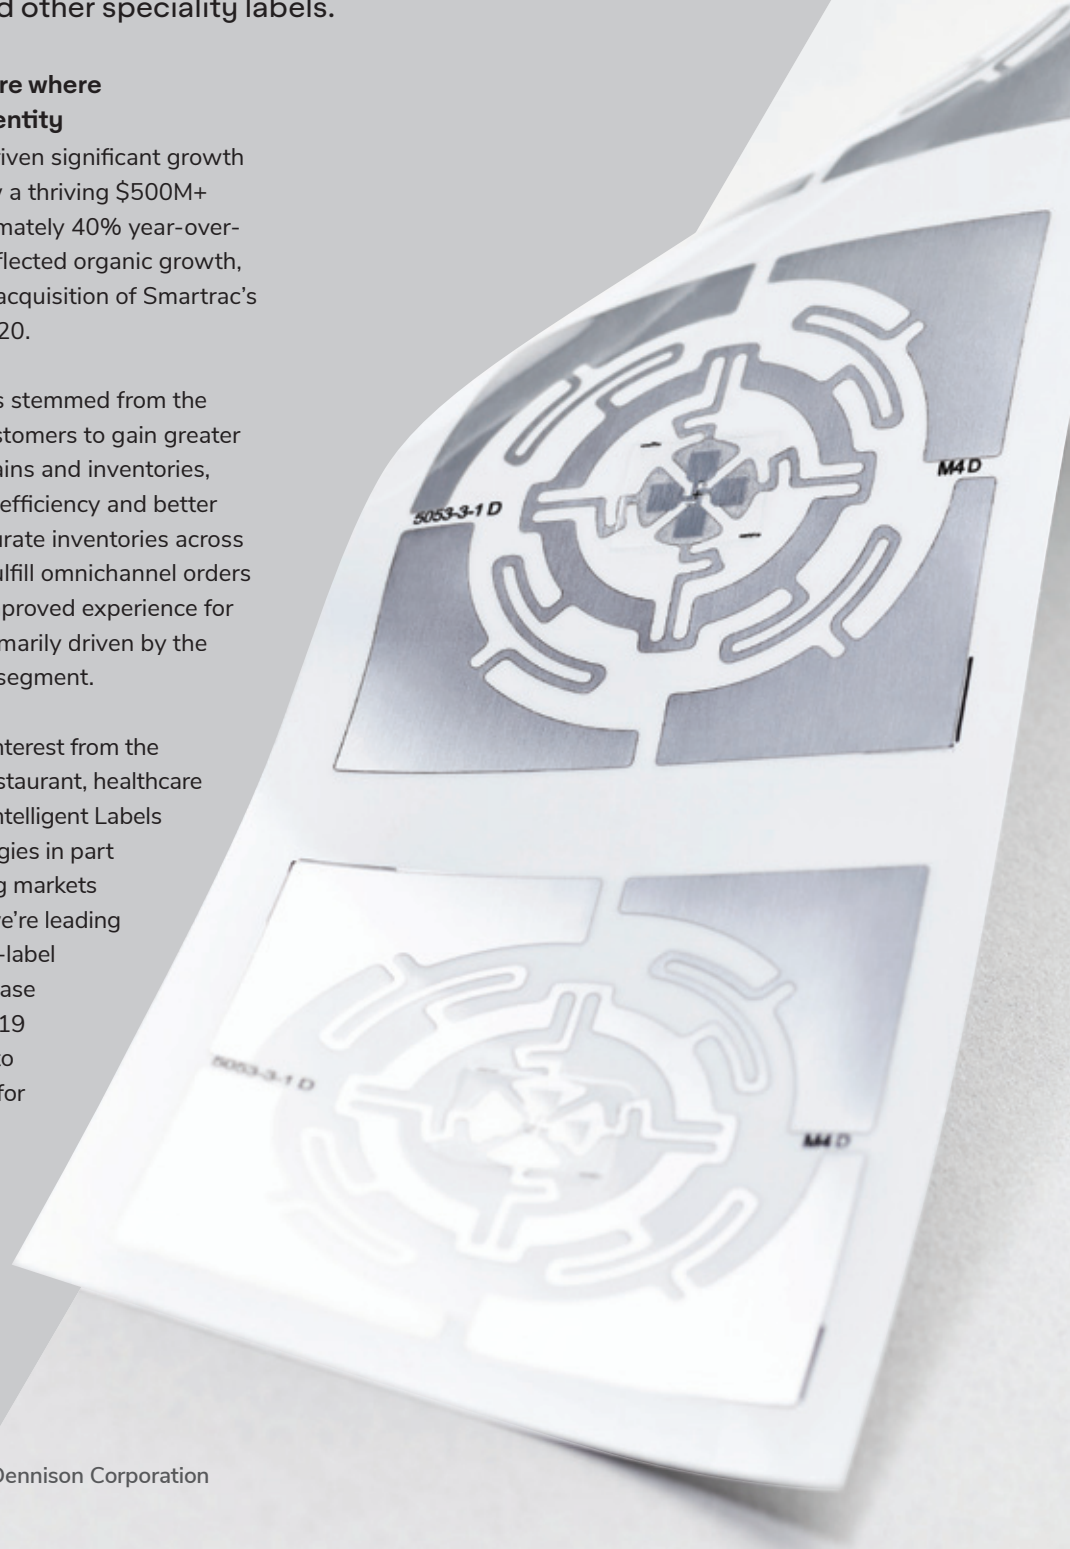 d other speciality labels.
re where
entity
riven significant growth
y a thriving $500M+
mately 40% year-over-
flected organic growth,
acquisition of Smartrac’s
20.
s stemmed from the
stomers to gain greater
ains and inventories,
efficiency and better
urate inventories across
ulfill omnichannel orders
proved experience for
marily driven by the
segment.
nterest from the
staurant, healthcare
ntelligent Labels
gies in part
g markets
ve’re leading
-label
ase
19
to
for
M4 D
5053-3-1 D
5053-3-1 D
M4 D
Dennison Corporation